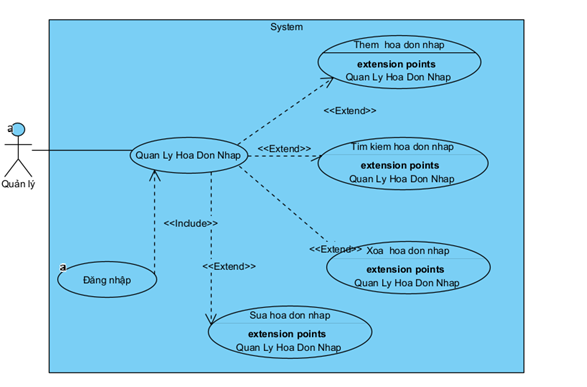 System
Them hoa don nhap
extension points
Quan Ly Hoa Don Nhap
<<Extend>>
a
Quản lý
Quan Ly Hoa Don Nhap
<<Extend>>
Tim kiem hoa don nhap
extension points
Quan Ly Hoa Don Nhap
<<Include>>
<<Extend>>
Xoa hoa don nhap
extension points
Quan Ly Hoa Don Nhap
<<Extend>>
a
Đăng nhập
Sua hoa don nhap
extension points
Quan Ly Hoa Don Nhap